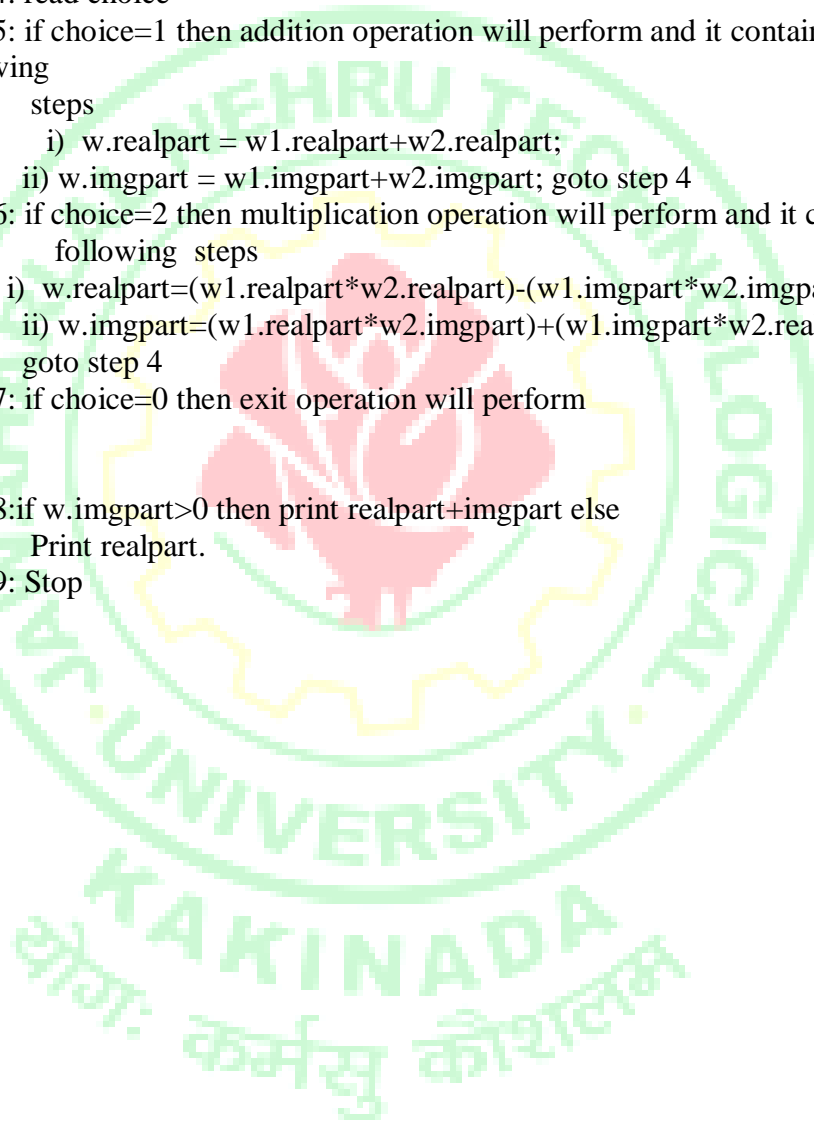 4: read choice
5: if choice=1 then addition operation will perform and it contain
ving
steps
i) w.realpart = w1.realpart+w2.realpart;
ii) w.imgpart = w1.imgpart+w2.imgpart; goto step 4
6: if choice=2 then multiplication operation will perform and it c
following steps
i) w.realpart=(w1.realpart*w2.realpart)-(w1.imgpart*w2.imgpa
ii) w.imgpart=(w1.realpart*w2.imgpart)+(w1.imgpart*w2.rea
goto step 4
7: if choice=0 then exit operation will perform
8:if w.imgpart>0 then print realpart+imgpart else
Print realpart.
9: Stop
NEHRU TECHNOLOGICAL
UNIVERSITY
KAKINADA
योगः कर्मसु कौशलम